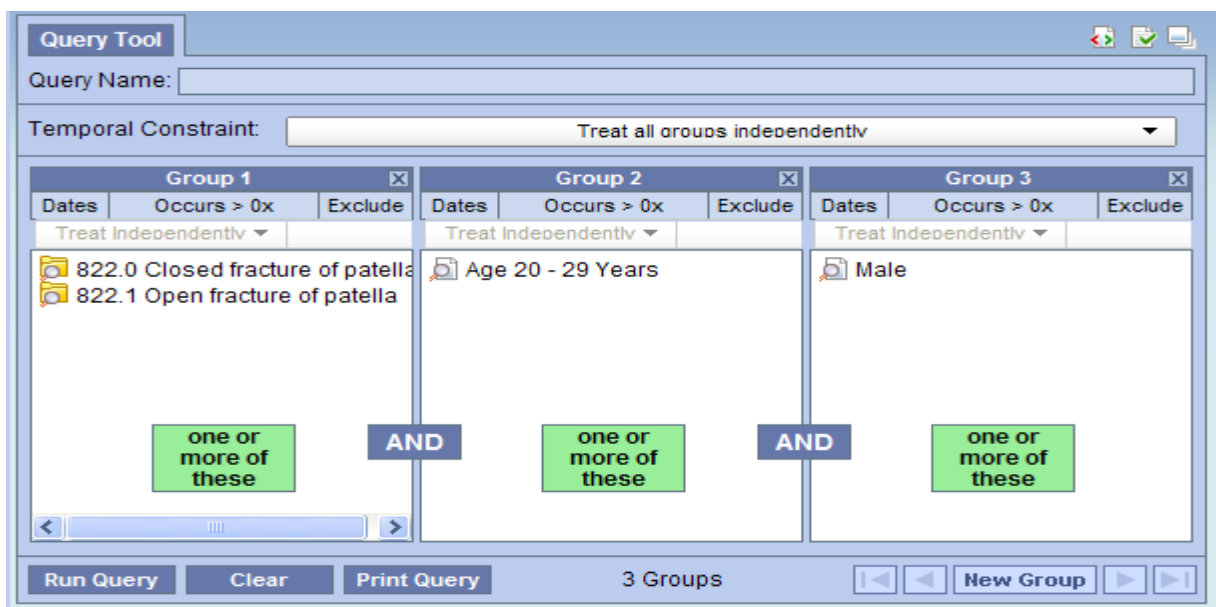 Query Tool
Query Name:
Temporal Constraint: Treat all groups independently
Group 1 Group 2 Group 3
Dates Occurs > 0x Exclude Dates Occurs > 0x Exclude Dates Occurs > 0x Exclude
Treat Independently Treat Independently Treat Independently
822.0 Closed fracture of patella Age 20 - 29 Years Male
822.1 Open fracture of patella
one or more of these AND one or more of these AND one or more of these
Run Query Clear Print Query 3 Groups New Group